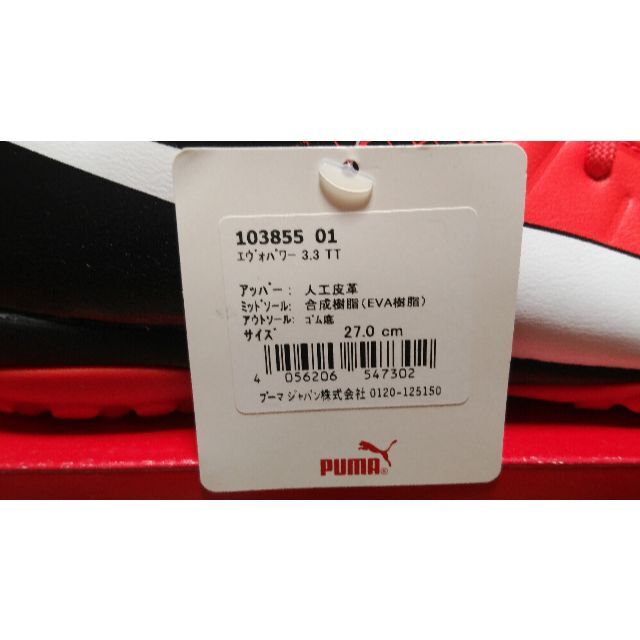 103855 01
エヴォパワー 3.3 TT
アッパー: 人工皮革
ミッドソール: 合成樹脂(EVA樹脂)
アウトソール: ゴム底
サイズ 27.0 cm
4 056206 547302
プーマ ジャパン株式会社 0120-125150
PUMA®